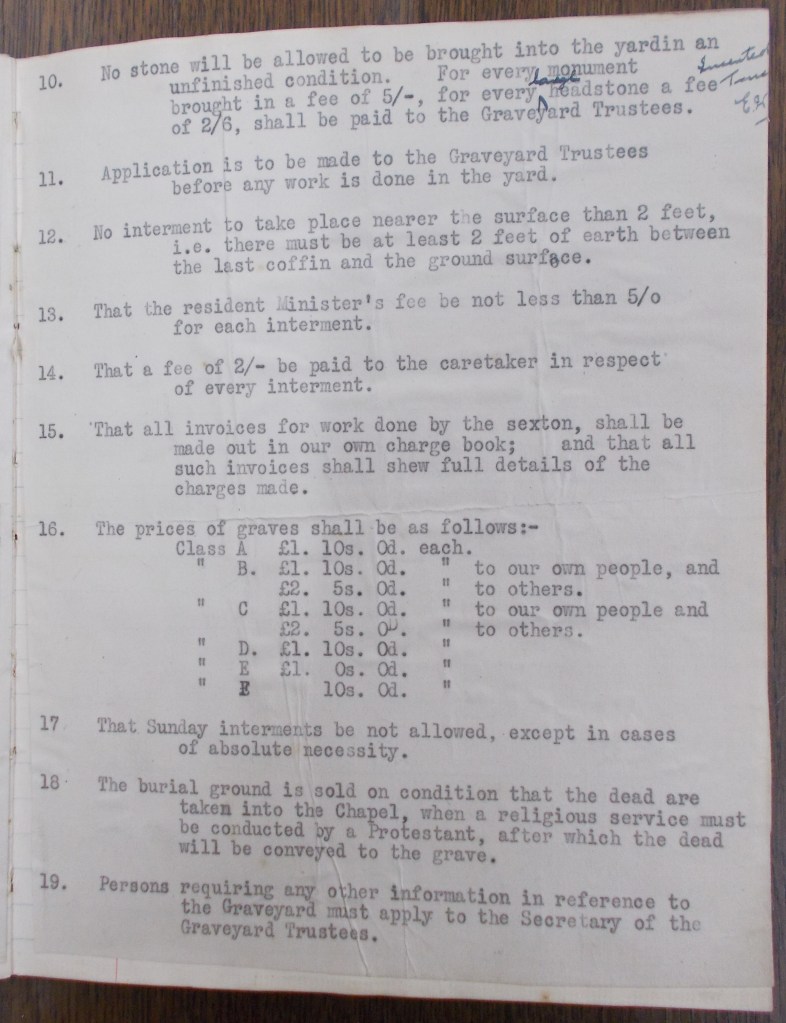 10. No stone will be allowed to be brought into the yardin an
unfinished condition. For every monument
brought in a fee of 5/-, for every large headstone a fee
of 2/6, shall be paid to the Graveyard Trustees.
Inserted
E.H.
11. Application is to be made to the Graveyard Trustees
before any work is done in the yard.
12. No interment to take place nearer the surface than 2 feet,
i.e. there must be at least 2 feet of earth between
the last coffin and the ground surface.
13. That the resident Minister's fee be not less than 5/o
for each interment.
14. That a fee of 2/- be paid to the caretaker in respect
of every interment.
15. That all invoices for work done by the sexton, shall be
made out in our own charge book; and that all
such invoices shall shew full details of the
charges made.
16. The prices of graves shall be as follows:-
Class A £1. 10s. 0d. each.
" B. £1. 10s. 0d. " to our own people, and
£2. 5s. 0d. " to others.
" C £1. 10s. 0d. " to our own people and
£2. 5s. 0D. " to others.
" D. £1. 10s. 0d. "
" E £1. 0s. 0d. "
" F 10s. 0d. "
17 That Sunday interments be not allowed, except in cases
of absolute necessity.
18 The burial ground is sold on condition that the dead are
taken into the Chapel, when a religious service must
be conducted by a Protestant, after which the dead
will be conveyed to the grave.
19. Persons requiring any other information in reference to
the Graveyard must apply to the Secretary of the
Graveyard Trustees.